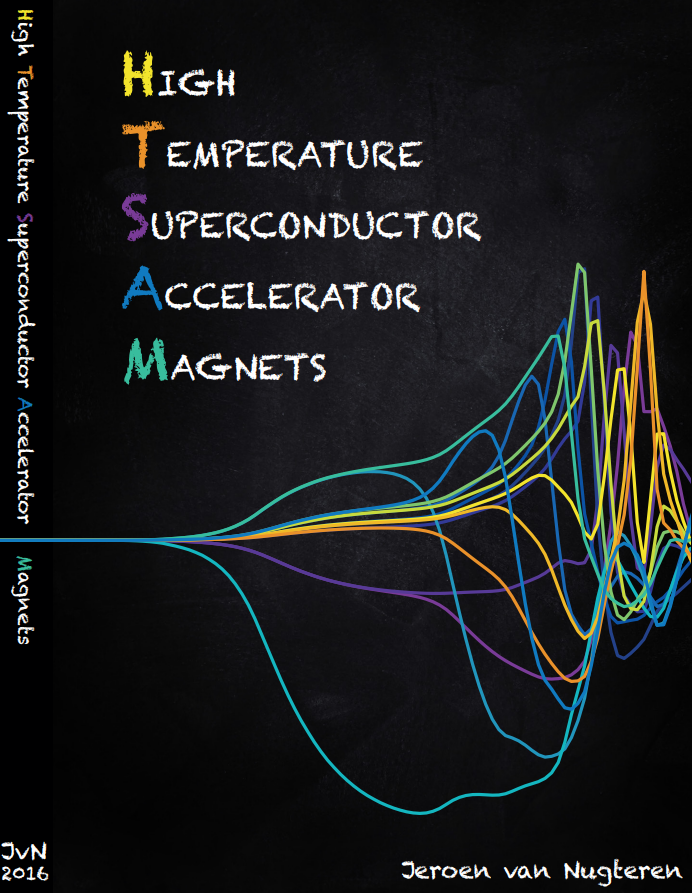 High Temperature Superconductor Accelerator Magnets
HIGH
TEMPERATURE
SUPERCONDUCTOR
ACCELERATOR
MAGNETS
JvN
2016
Jeroen van Nugteren